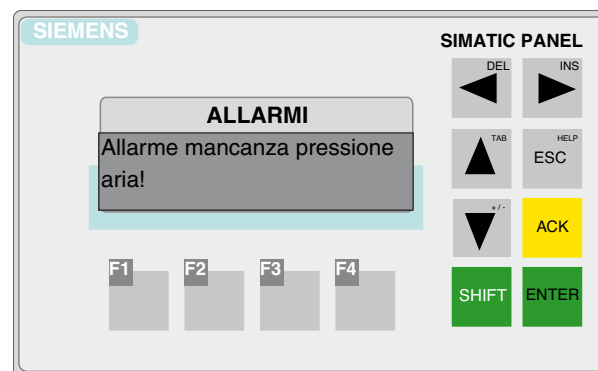 SIEMENS
SIMATIC PANEL
DEL
INS
ALLARMI
Allarme mancanza pressione
aria!
TAB
HELP
ESC
+/-
ACK
F1
F2
F3
F4
SHIFT
ENTER